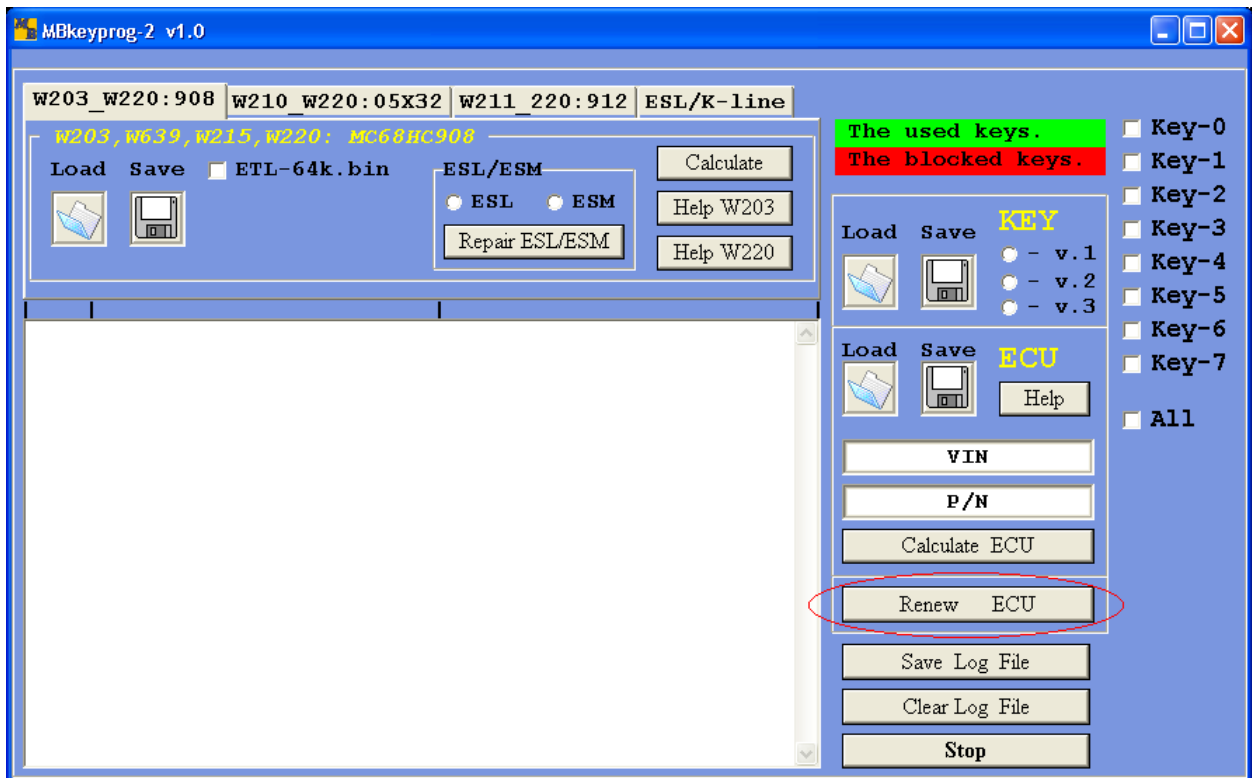 MBkeyprog-2 v1.0
W203_W220:908 W210_W220:05X32 W211_220:912 ESL/K-line
W203,W639,W215,W220: MC68HC908
Load Save ETL-64k.bin
ESL/ESM
ESL ESM
Repair ESL/ESM
Calculate
Help W203
Help W220
The used keys.
The blocked keys.
Load Save KEY
- v.1
- v.2
- v.3
Load Save ECU
Help
VIN
P/N
Calculate ECU
Renew ECU
Save Log File
Clear Log File
Stop
Key-0
Key-1
Key-2
Key-3
Key-4
Key-5
Key-6
Key-7
All